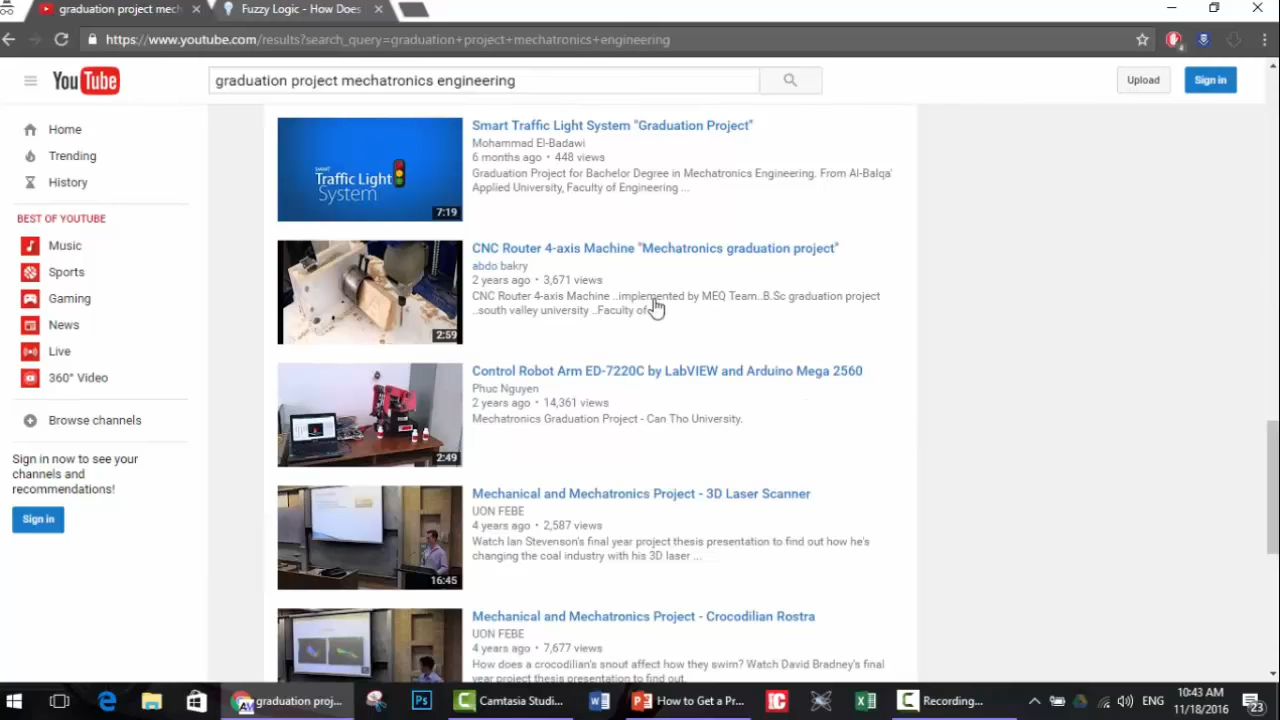 graduation project mech
Fuzzy Logic - How Does
https://www.youtube.com/results?search_query=graduation+project+mechatronics+engineering
YouTube
graduation project mechatronics engineering
Upload
Sign in
Home
Trending
History
BEST OF YOUTUBE
Music
Sports
Gaming
News
Live
360° Video
Browse channels
Sign in now to see your
channels and
recommendations!
Sign in
SMART
Traffic Light
System
7:19
Smart Traffic Light System "Graduation Project"
Mohammad El-Badawi
6 months ago • 448 views
Graduation Project for Bachelor Degree in Mechatronics Engineering. From Al-Balqa'
Applied University, Faculty of Engineering ...
2:59
CNC Router 4-axis Machine "Mechatronics graduation project"
abdo bakry
2 years ago • 3,671 views
CNC Router 4-axis Machine ..implemented by MEQ Team..B.Sc graduation project
..south valley university ..Faculty of
2:49
Control Robot Arm ED-7220C by LabVIEW and Arduino Mega 2560
Phuc Nguyen
2 years ago • 14,361 views
Mechatronics Graduation Project - Can Tho University.
16:45
Mechanical and Mechatronics Project - 3D Laser Scanner
UON FEBE
4 years ago • 2,587 views
Watch Ian Stevenson's final year project thesis presentation to find out how he's
changing the coal industry with his 3D laser ...
Mechanical and Mechatronics Project - Crocodilian Rostra
UON FEBE
4 years ago • 7,677 views
How does a crocodilian's snout affect how they swim? Watch David Bradney's final
year project thesis presentation to find out.
graduation proj...
Ps
Camtasia Studi...
How to Get a Pr...
IC
Recording...
ENG
10:43 AM
11/18/2016
23